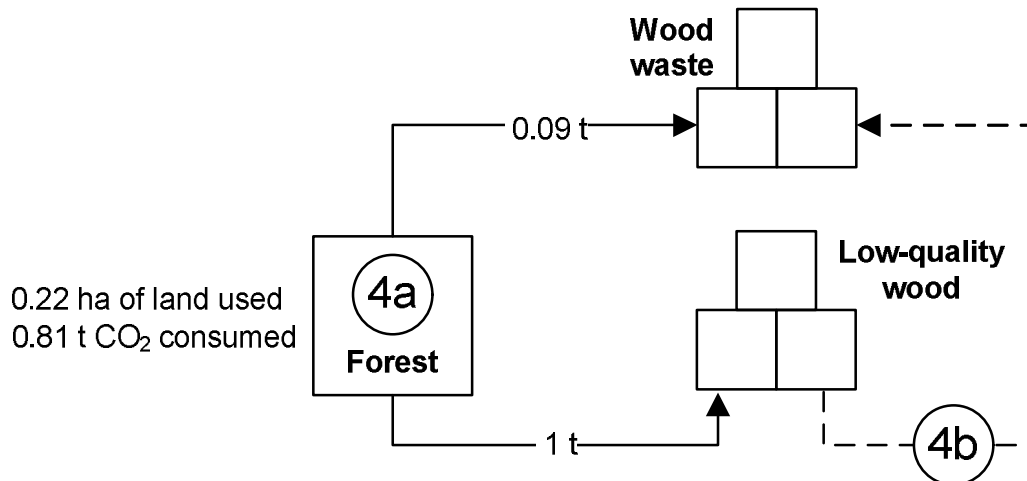 Wood
waste
0.09 t
4a
Forest
0.22 ha of land used
0.81 t CO₂ consumed
Low-quality
wood
1 t
4b